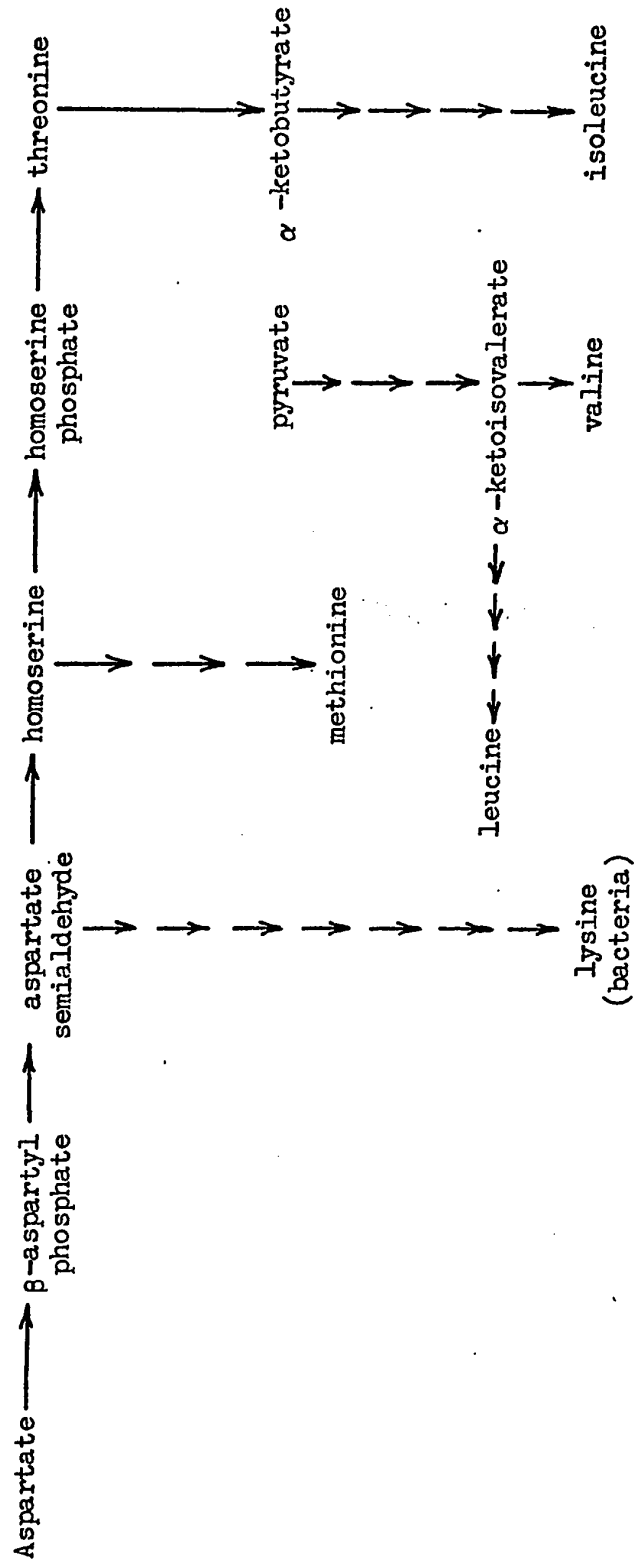 Aspartate
β-aspartyl
phosphate
aspartate
semialdehyde
homoserine
homoserine
phosphate
threonine
lysine
(bacteria)
methionine
leucine
pyruvate
α-ketoisovalerate
valine
α-ketobutyrate
isoleucine